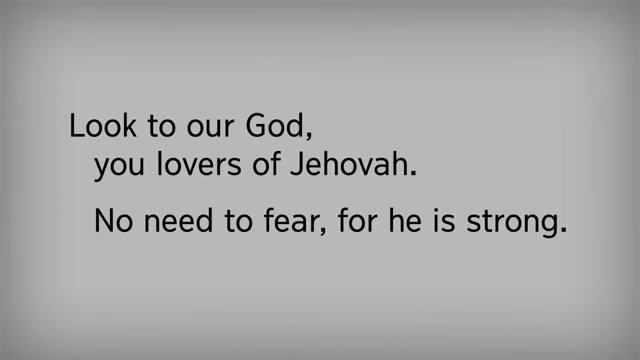 Look to our God,
you lovers of Jehovah.
No need to fear, for he is strong.